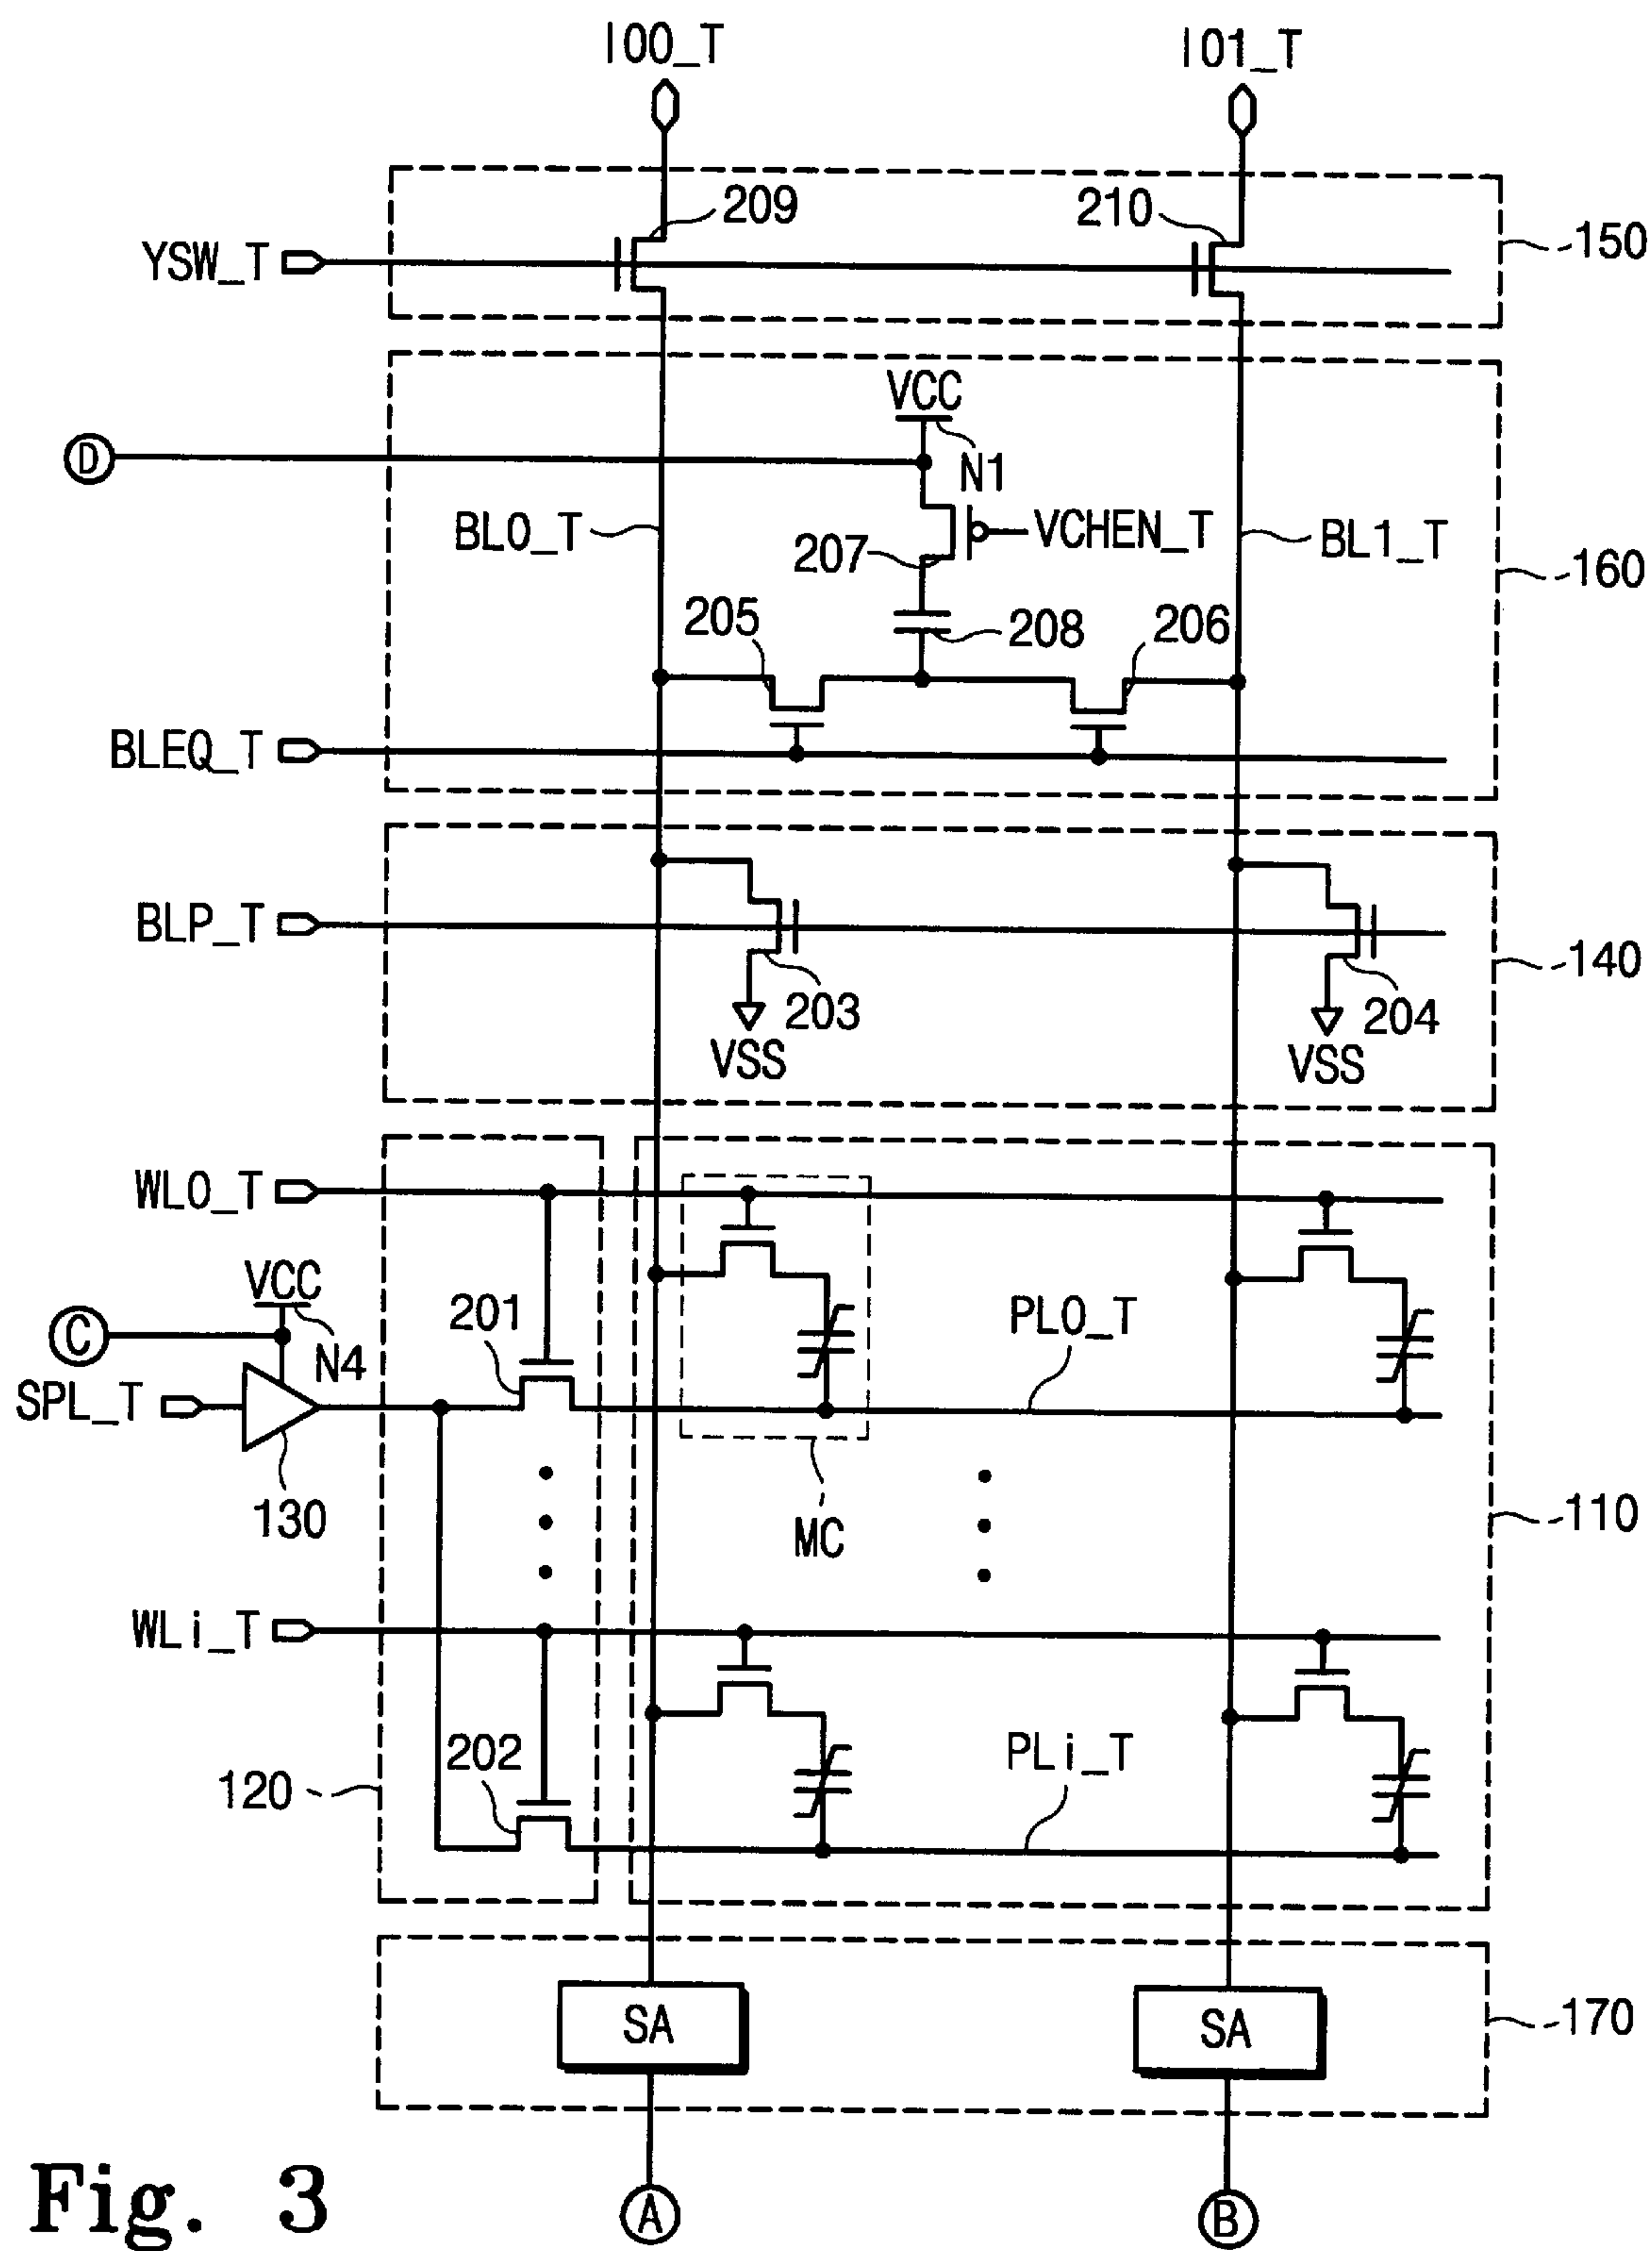 I00_T I01_T
209 210
YSW_T 150
VCC
D N1
BL0_T VCHEN_T BL1_T
207 160
205 208 206
BLEQ_T
BLP_T 140
203 204
VSS VSS
WL0_T
VCC
201 PL0_T
C N4
SPL_T
130 MC 110
WLi_T
202 PLi_T
120
SA SA 170
Fig. 3 A B